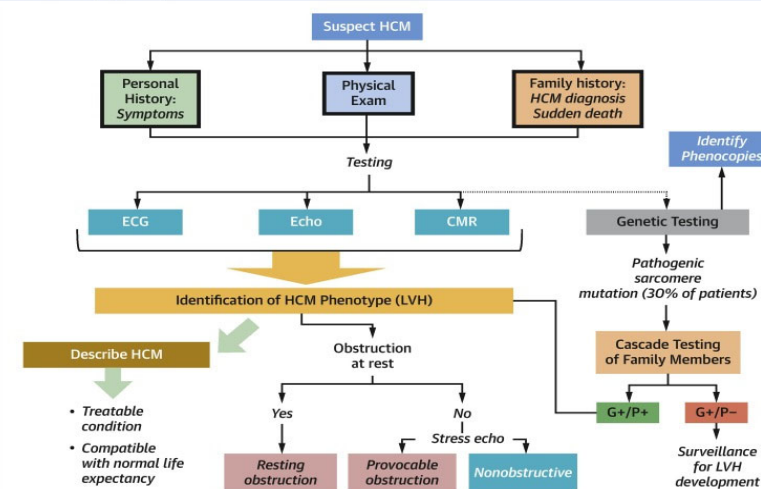 Suspect HCM
Personal
History:
Symptoms
Physical
Exam
Family history:
HCM diagnosis
Sudden death
Identify
Phenocopies
Testing
ECG
Echo
CMR
Genetic Testing
Pathogenic
sarcomere
mutation (30% of patients)
Identification of HCM Phenotype (LVH)
Describe HCM
Obstruction
at rest
Cascade Testing
of Family Members
• Treatable
condition
• Compatible
with normal life
expectancy
Yes
No
G+/P+
G+/P−
Stress echo
Resting
obstruction
Provocable
obstruction
Nonobstructive
Surveillance
for LVH
development